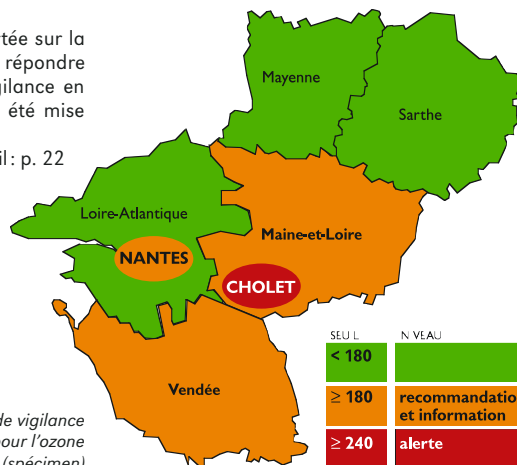 tée sur la
répondre
gilance en
été mise
il : p. 22
Mayenne
Sarthe
Loire-Atlantique
Maine-et-Loire
NANTES
CHOLET
Vendée
SEU L N VEAU
< 180
≥ 180 recommandatio
et information
≥ 240 alerte
de vigilance
pour l'ozone
(spécimen)